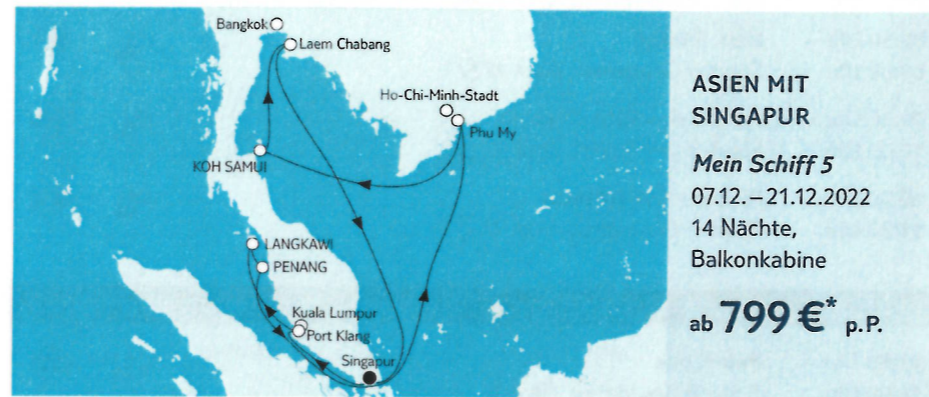 Bangkok
Laem Chabang
Ho-Chi-Minh-Stadt
Phu My
KOH SAMUI
LANGKAWI
PENANG
Kuala Lumpur
Port Klang
Singapur
ASIEN MIT
SINGAPUR
Mein Schiff 5
07.12. – 21.12.2022
14 Nächte,
Balkonkabine
ab 799 €* p.P.